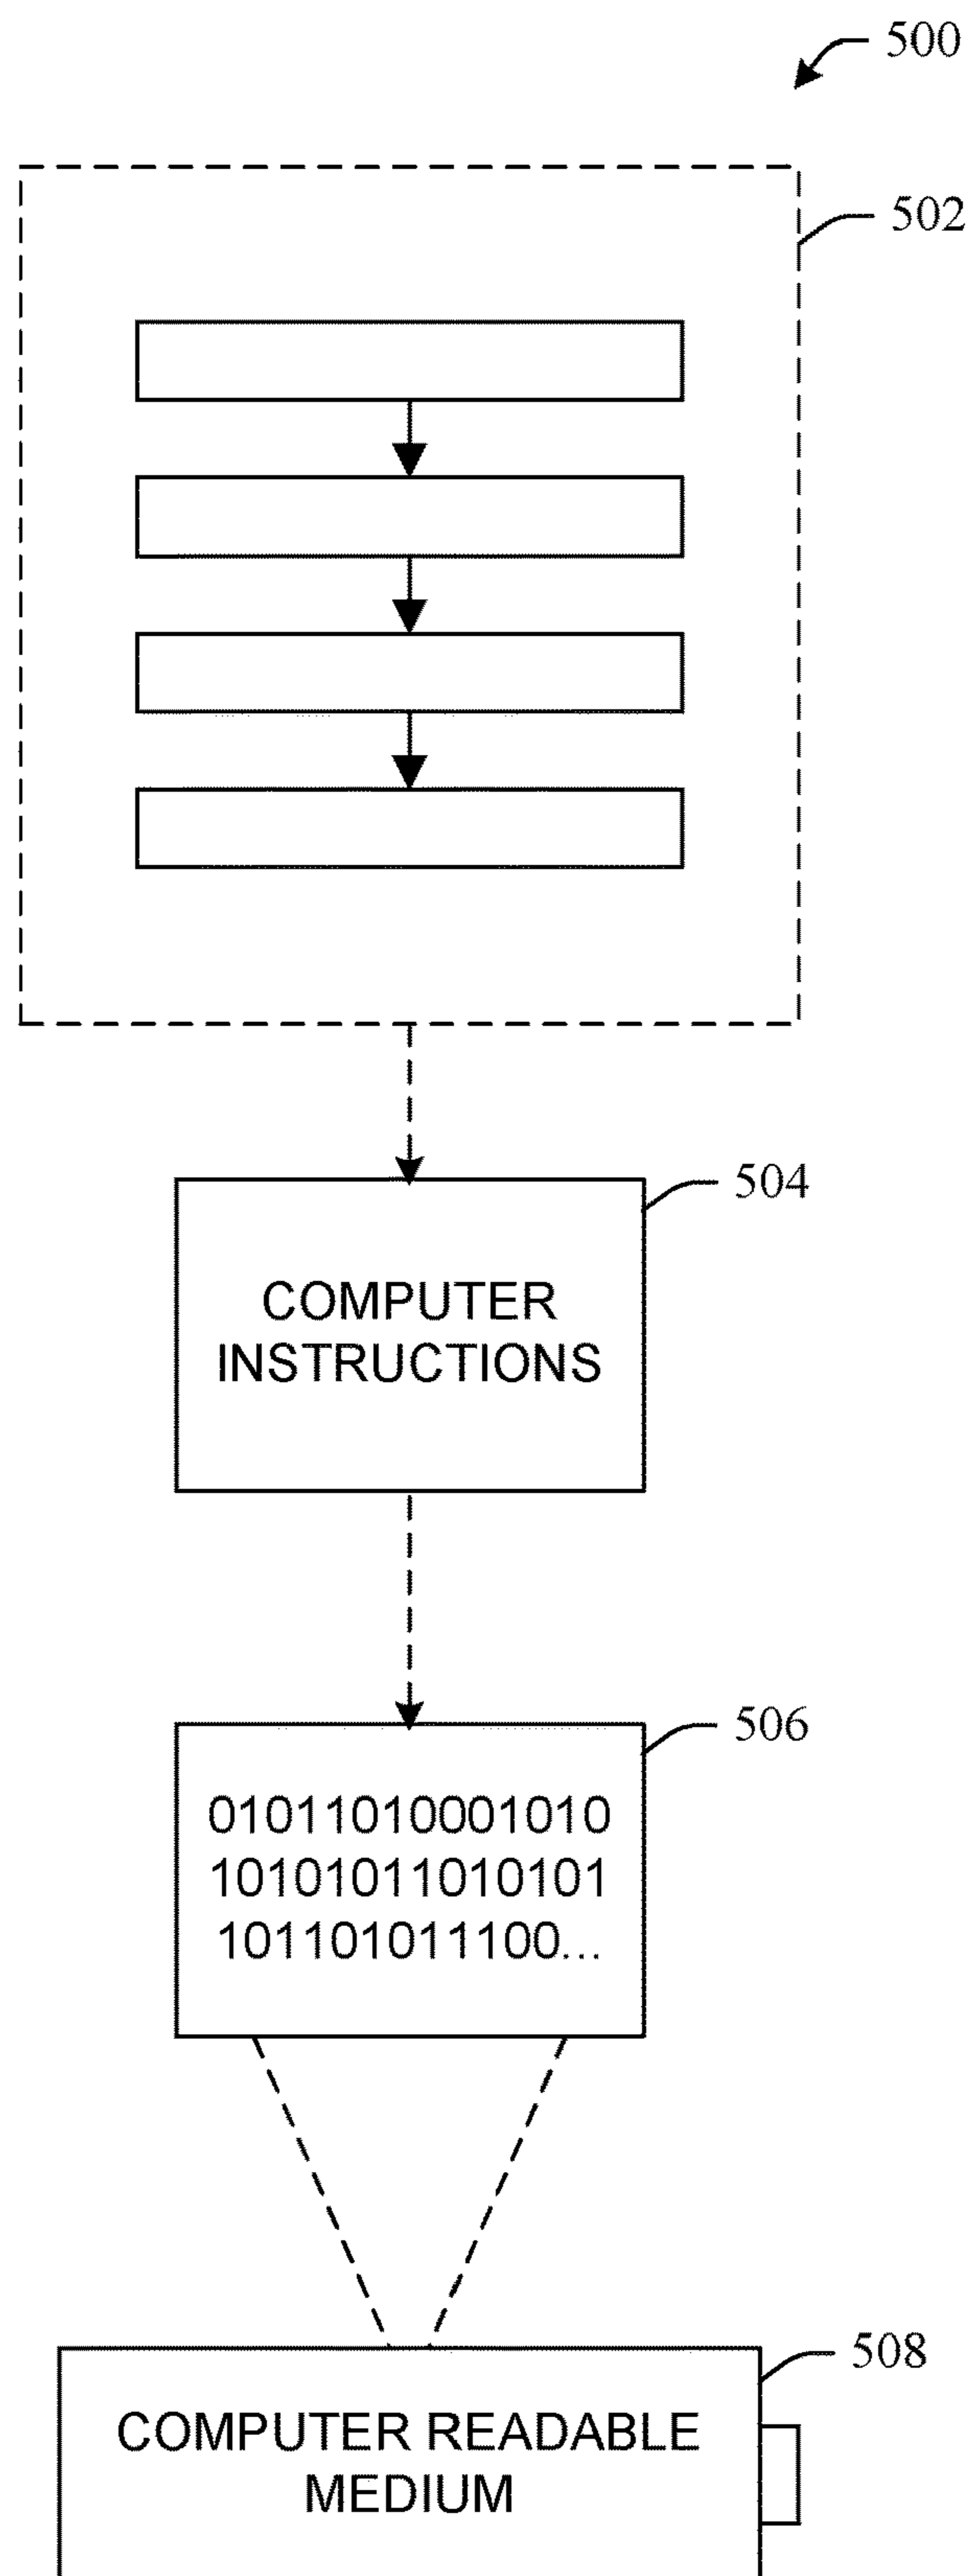 500
502
504
COMPUTER
INSTRUCTIONS
506
01011010001010
10101011010101
101101011100...
508
COMPUTER READABLE
MEDIUM